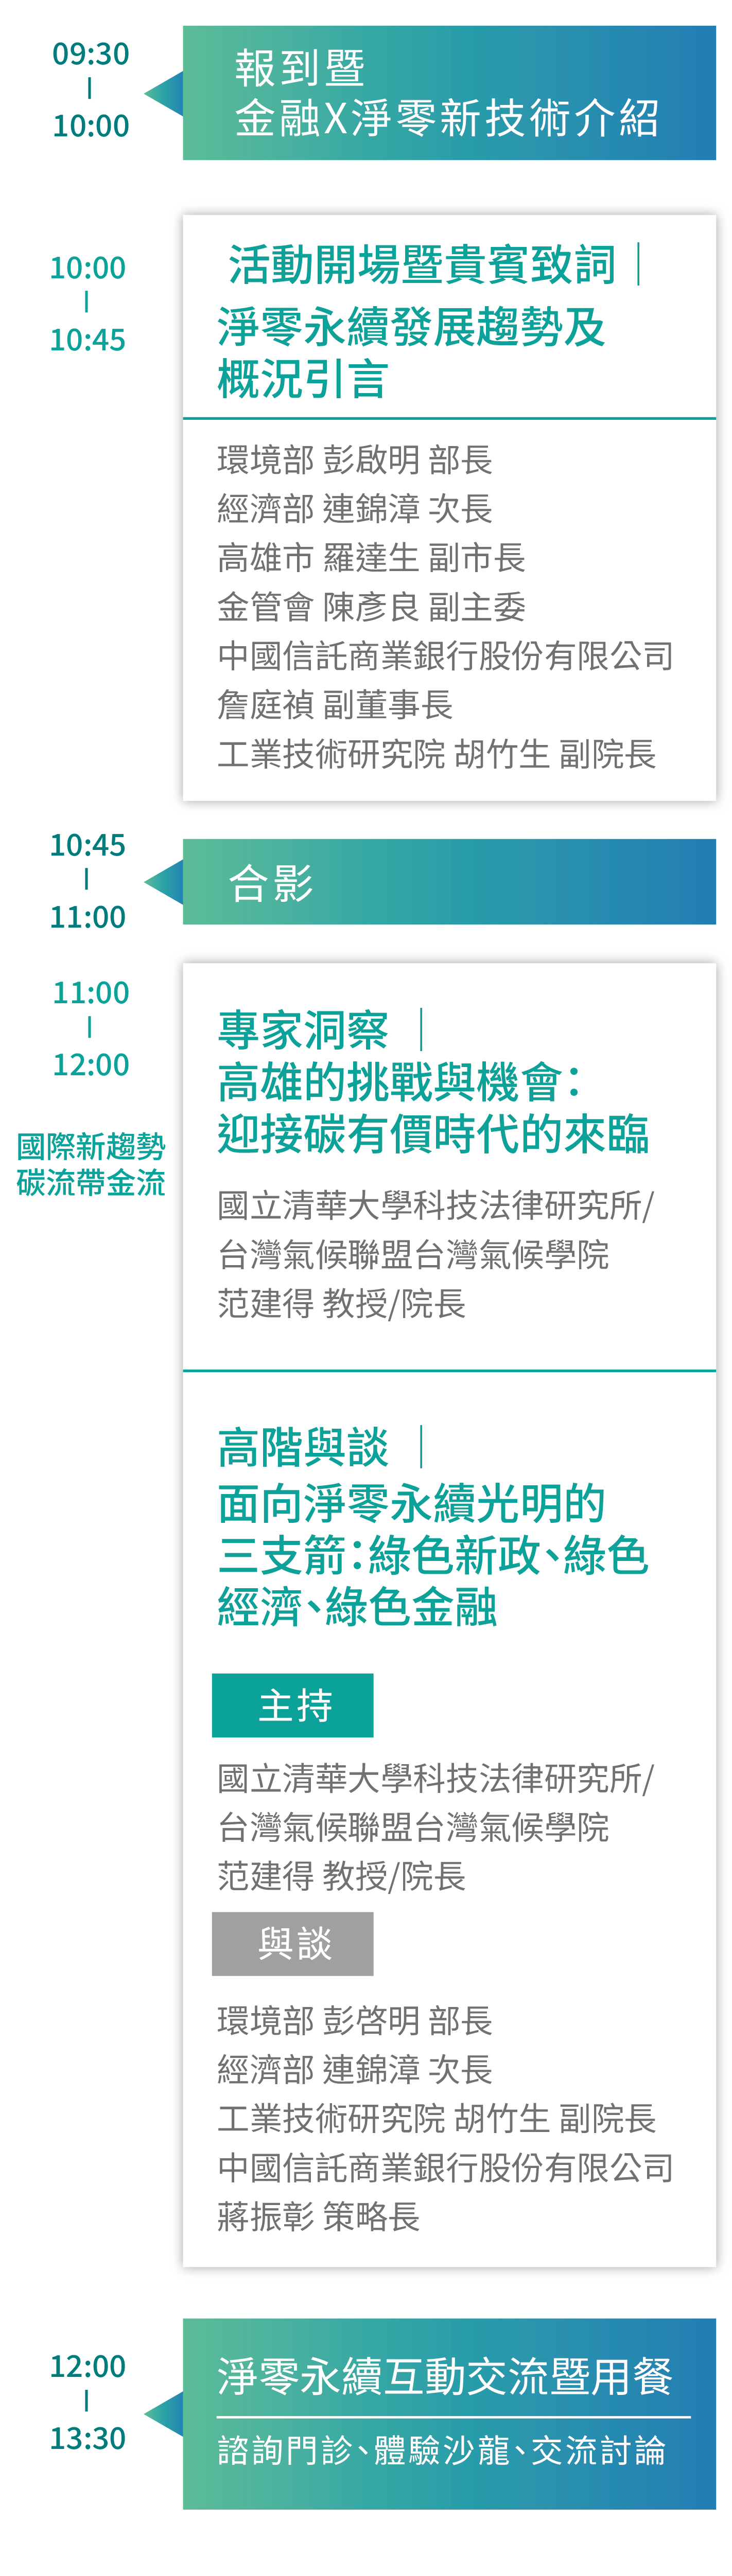 09:30
|
10:00
報到暨
金融X淨零新技術介紹
10:00
|
10:45
活動開場暨貴賓致詞｜
淨零永續發展趨勢及
概況引言
環境部 彭啟明 部長
經濟部 連錦漳 次長
高雄市 羅達生 副市長
金管會 陳彥良 副主委
中國信託商業銀行股份有限公司
詹庭禎 副董事長
工業技術研究院 胡竹生 副院長
10:45
|
11:00
合影
11:00
|
12:00
國際新趨勢
碳流帶金流
專家洞察｜
高雄的挑戰與機會：
迎接碳有價時代的來臨
國立清華大學科技法律研究所/
台灣氣候聯盟台灣氣候學院
范建得 教授/院長
高階與談｜
面向淨零永續光明的
三支箭：綠色新政、綠色
經濟、綠色金融
主持
國立清華大學科技法律研究所/
台灣氣候聯盟台灣氣候學院
范建得 教授/院長
與談
環境部 彭啓明 部長
經濟部 連錦漳 次長
工業技術研究院 胡竹生 副院長
中國信託商業銀行股份有限公司
蔣振彰 策略長
12:00
|
13:30
淨零永續互動交流暨用餐
諮詢門診、體驗沙龍、交流討論